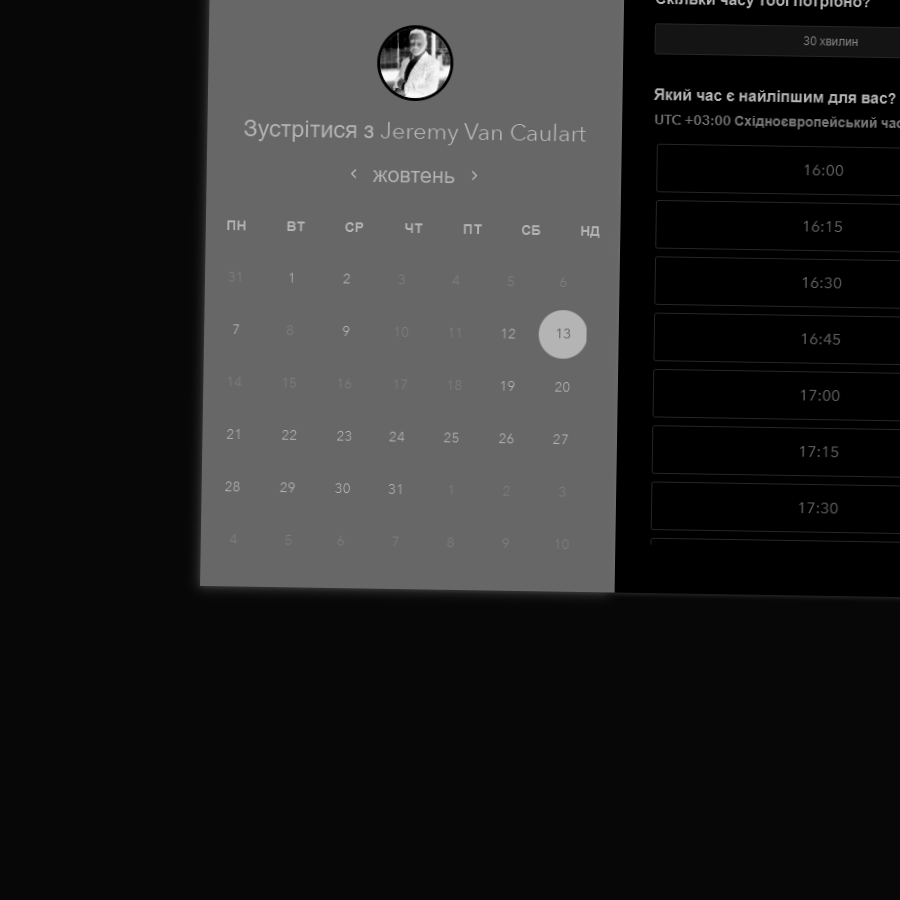 Зустрітися з Jeremy Van Caulart
жовтень
ПН ВТ СР ЧТ ПТ СБ НД
31 1 2 3 4 5 6
7 8 9 10 11 12 13
14 15 16 17 18 19 20
21 22 23 24 25 26 27
28 29 30 31 1 2 3
4 5 6 7 8 9 10
Скільки часу тобі потрібно?
30 хвилин
Який час є найліпшим для вас?
UTC +03:00 Східноєвропейський
16:00
16:15
16:30
16:45
17:00
17:15
17:30